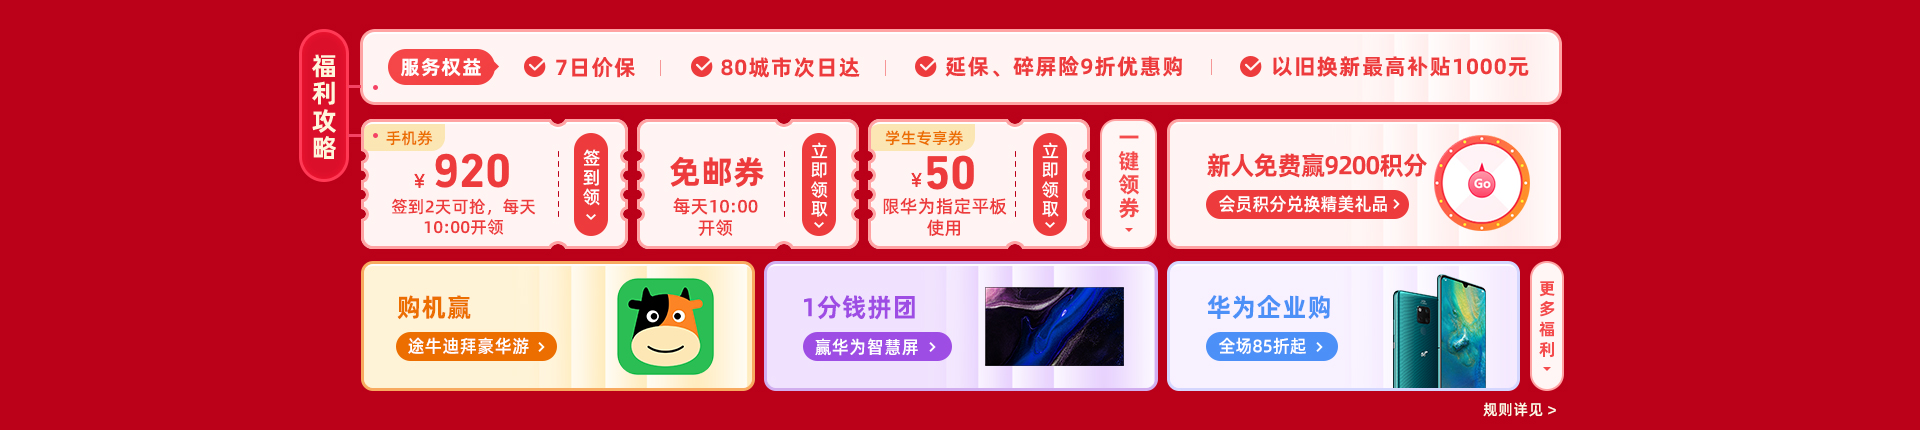 福利攻略
服务权益
7日价保
80城市次日达
延保、碎屏险9折优惠购
以旧换新最高补贴1000元
手机券
¥ 920
签到2天可抢，每天
10:00开领
签到领
免邮券
每天10:00
开领
立即领取
学生专享券
¥ 50
限华为指定平板
使用
立即领取
一键领券
新人免费赢9200积分
会员积分兑换精美礼品
Go
购机赢
途牛迪拜豪华游
1分钱拼团
赢华为智慧屏
华为企业购
全场85折起
更多福利
规则详见 >